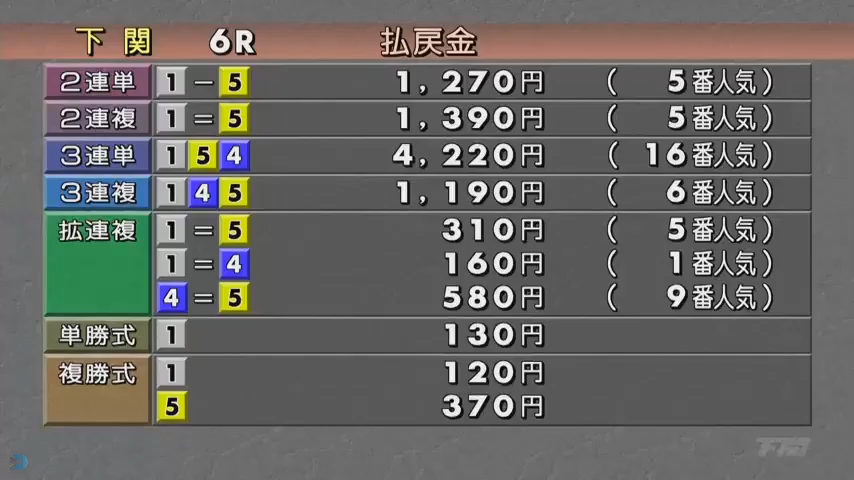 下関 6R 払戻金
2連単 1-5 1,270円 (5番人気)
2連複 1=5 1,390円 (5番人気)
3連単 1 5 4 4,220円 (16番人気)
3連複 1 4 5 1,190円 (6番人気)
拡連複 1=5 310円 (5番人気)
1=4 160円 (1番人気)
4=5 580円 (9番人気)
単勝式 1 130円
複勝式 1 120円
5 370円